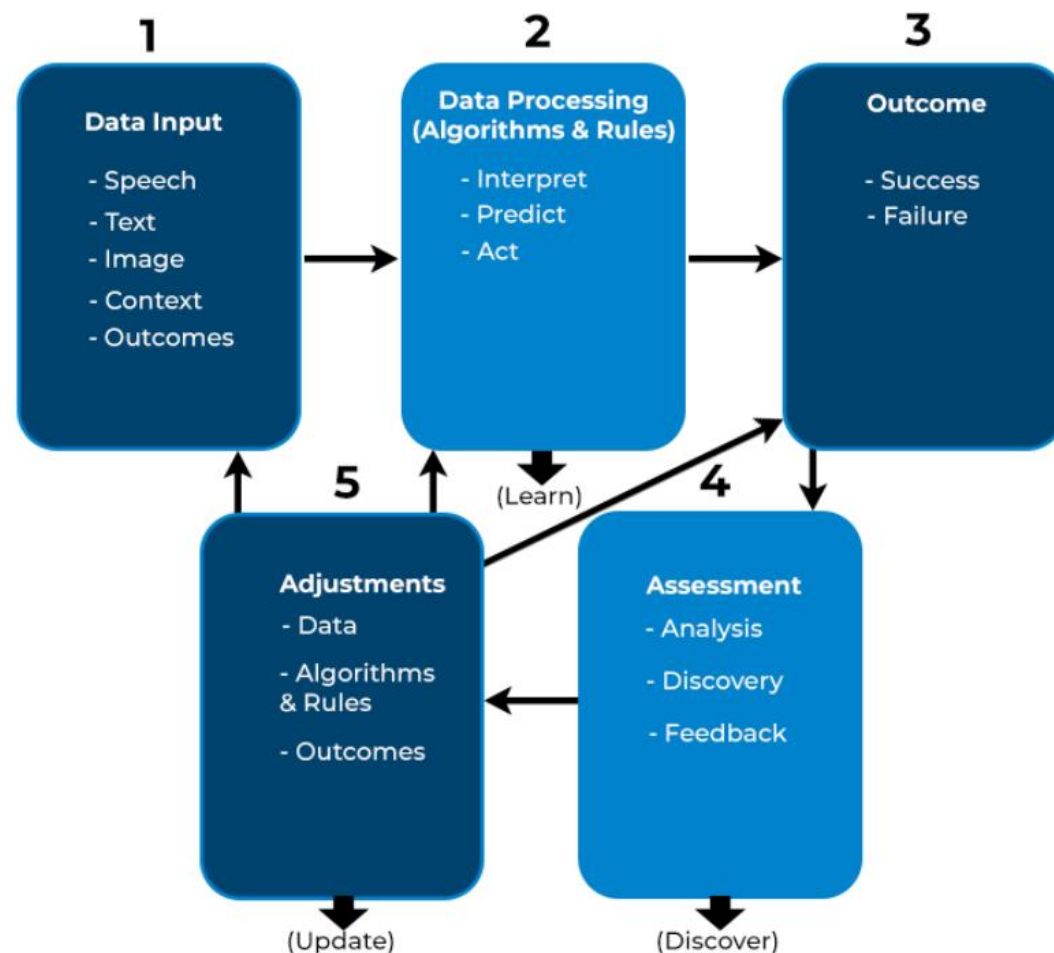 1
Data Input
- Speech
- Text
- Image
- Context
- Outcomes
2
Data Processing
(Algorithms & Rules)
- Interpret
- Predict
- Act
(Learn)
3
Outcome
- Success
- Failure
4
Assessment
- Analysis
- Discovery
- Feedback
(Discover)
5
Adjustments
- Data
- Algorithms
& Rules
- Outcomes
(Update)